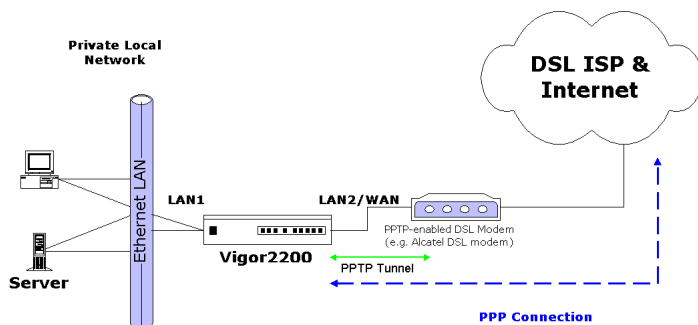 Private Local
Network
DSL ISP &
Internet
Ethernet LAN
LAN1
LAN2/WAN
PPTP-enabled DSL Modem
(e.g. Alcatel DSL modem)
Vigor2200
PPTP Tunnel
Server
PPP Connection